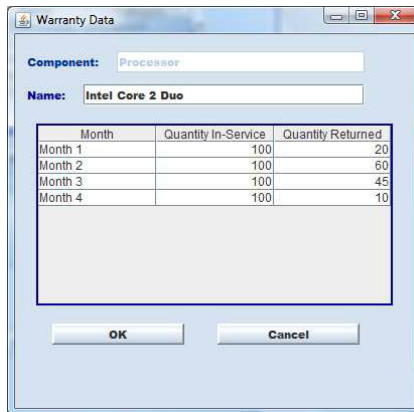 Warranty Data
Component: Processor
Name: Intel Core 2 Duo
Month Quantity In-Service Quantity Returned
Month 1 100 20
Month 2 100 60
Month 3 100 45
Month 4 100 10
OK Cancel